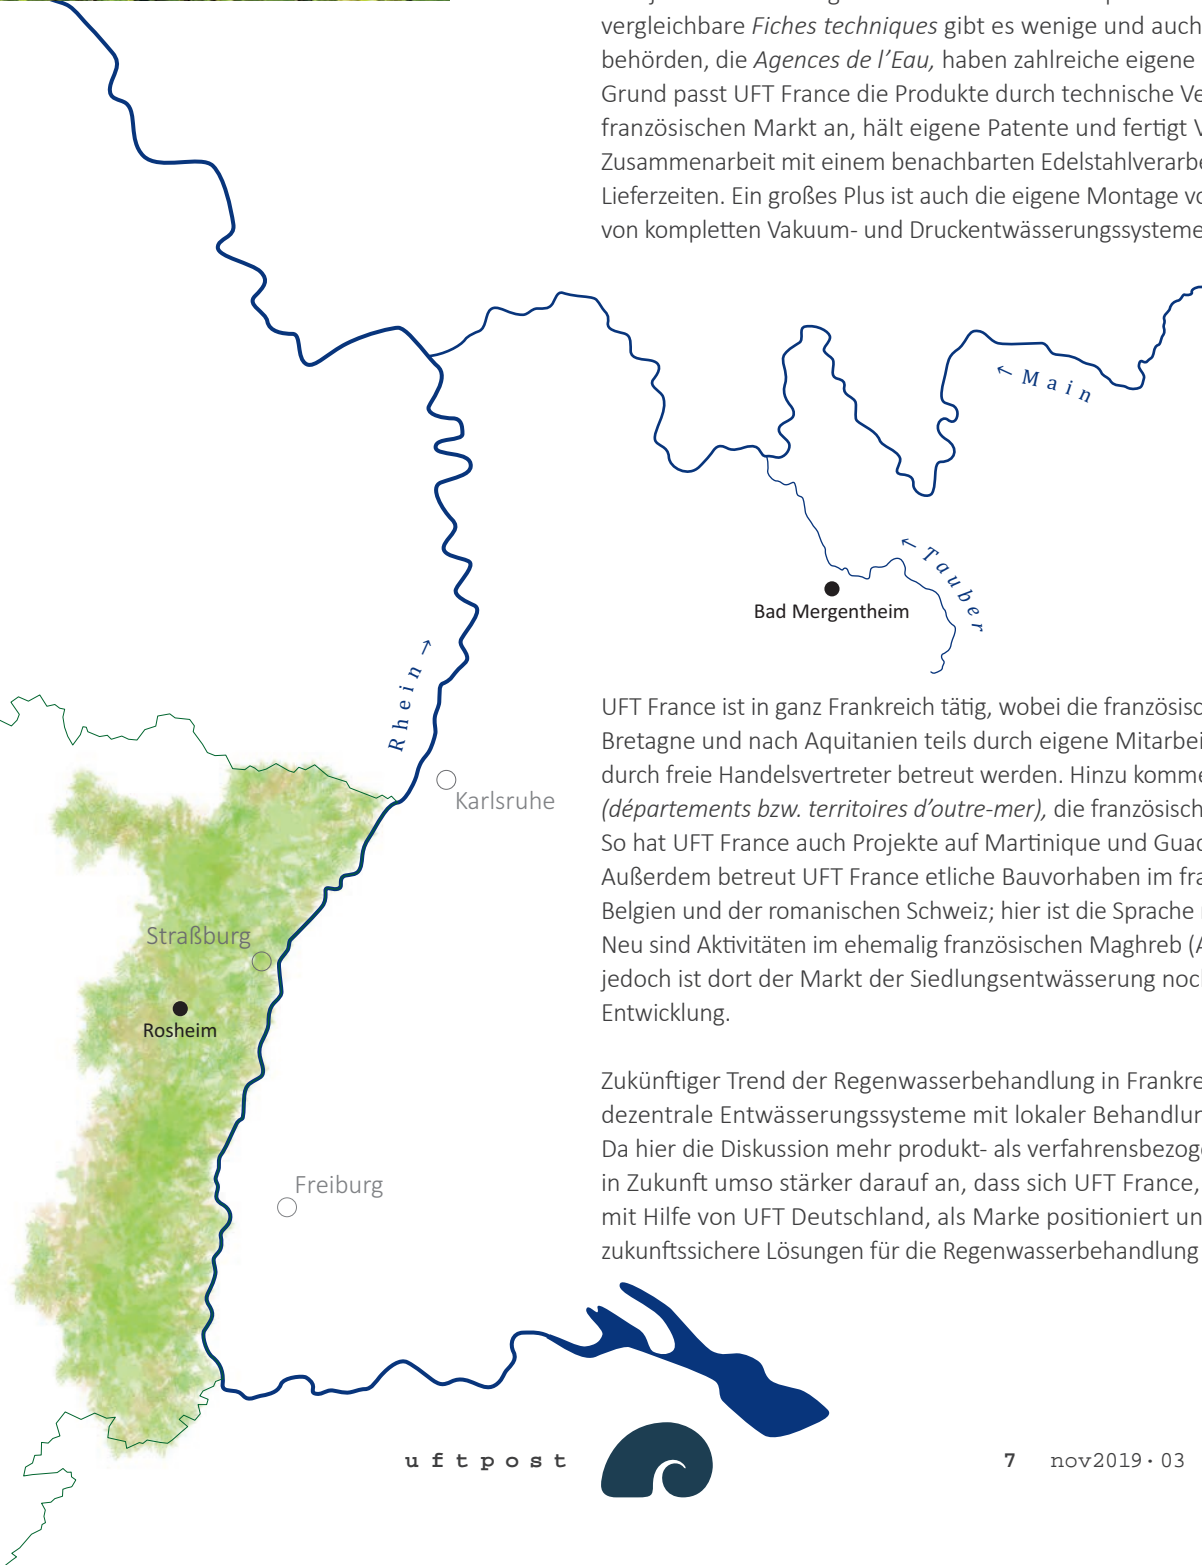 vergleichbare Fiches techniques gibt es wenige und auch
behörden, die Agences de l’Eau, haben zahlreiche eigene
Grund passt UFT France die Produkte durch technische Ve
französischen Markt an, hält eigene Patente und fertigt V
Zusammenarbeit mit einem benachbarten Edelstahlverarbe
Lieferzeiten. Ein großes Plus ist auch die eigene Montage vo
von kompletten Vakuum- und Druckentwässerungssysteme
← Main
← Tauber
Bad Mergentheim
Rhein →
UFT France ist in ganz Frankreich tätig, wobei die französisc
Bretagne und nach Aquitanien teils durch eigene Mitarbei
durch freie Handelsvertreter betreut werden. Hinzu komme
(départements bzw. territoires d’outre-mer), die französisch
So hat UFT France auch Projekte auf Martinique und Guad
Außerdem betreut UFT France etliche Bauvorhaben im fra
Belgien und der romanischen Schweiz; hier ist die Sprache
Neu sind Aktivitäten im ehemalig französischen Maghreb (A
jedoch ist dort der Markt der Siedlungsentwässerung noch
Entwicklung.
Karlsruhe
Straßburg
Rosheim
Freiburg
Zukünftiger Trend der Regenwasserbehandlung in Frankre
dezentrale Entwässerungssysteme mit lokaler Behandlun
Da hier die Diskussion mehr produkt- als verfahrensbezoge
in Zukunft umso stärker darauf an, dass sich UFT France,
mit Hilfe von UFT Deutschland, als Marke positioniert un
zukunftssichere Lösungen für die Regenwasserbehandlung
uftpost
7 nov2019·03